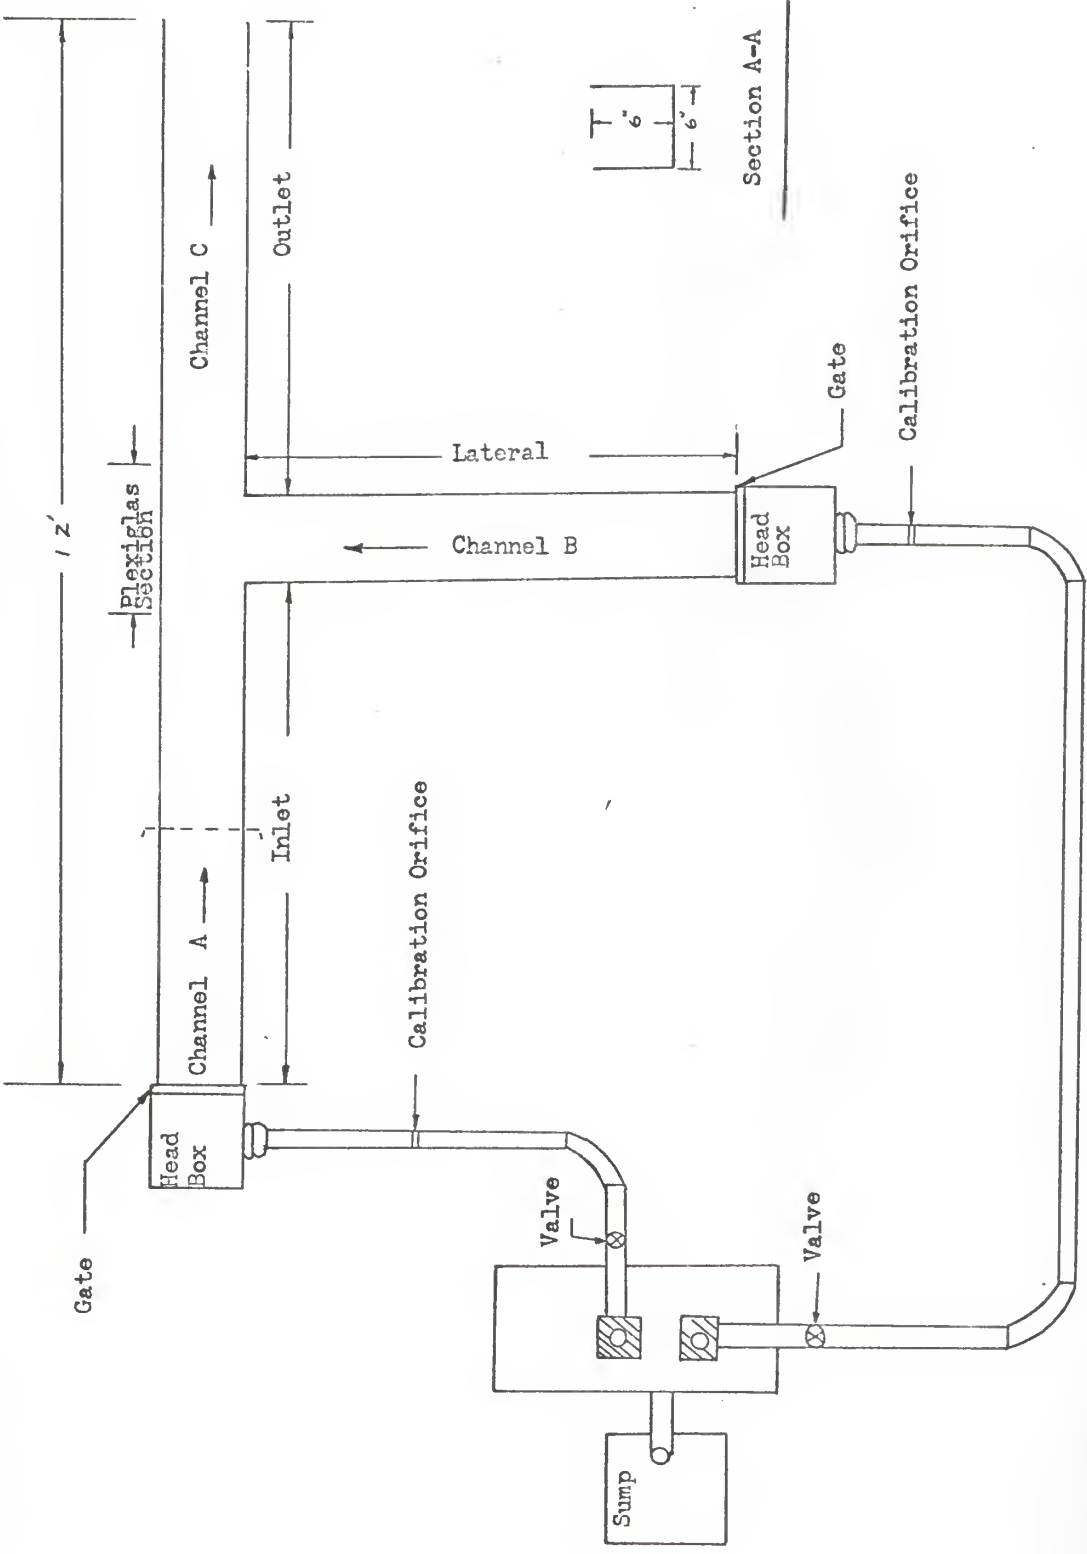 12'
Plexiglas
Section
Gate
Head
Box
Channel A
Channel C
Inlet
Outlet
Lateral
Channel B
6"
6"
Section A-A
Calibration Orifice
Gate
Head
Box
Calibration Orifice
Valve
Valve
Sump